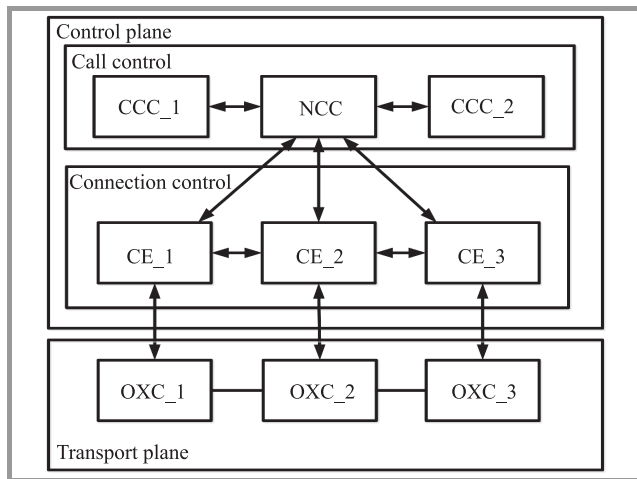 Control plane
Call control
CCC_1 NCC CCC_2
Connection control
CE_1 CE_2 CE_3
OXC_1 OXC_2 OXC_3
Transport plane